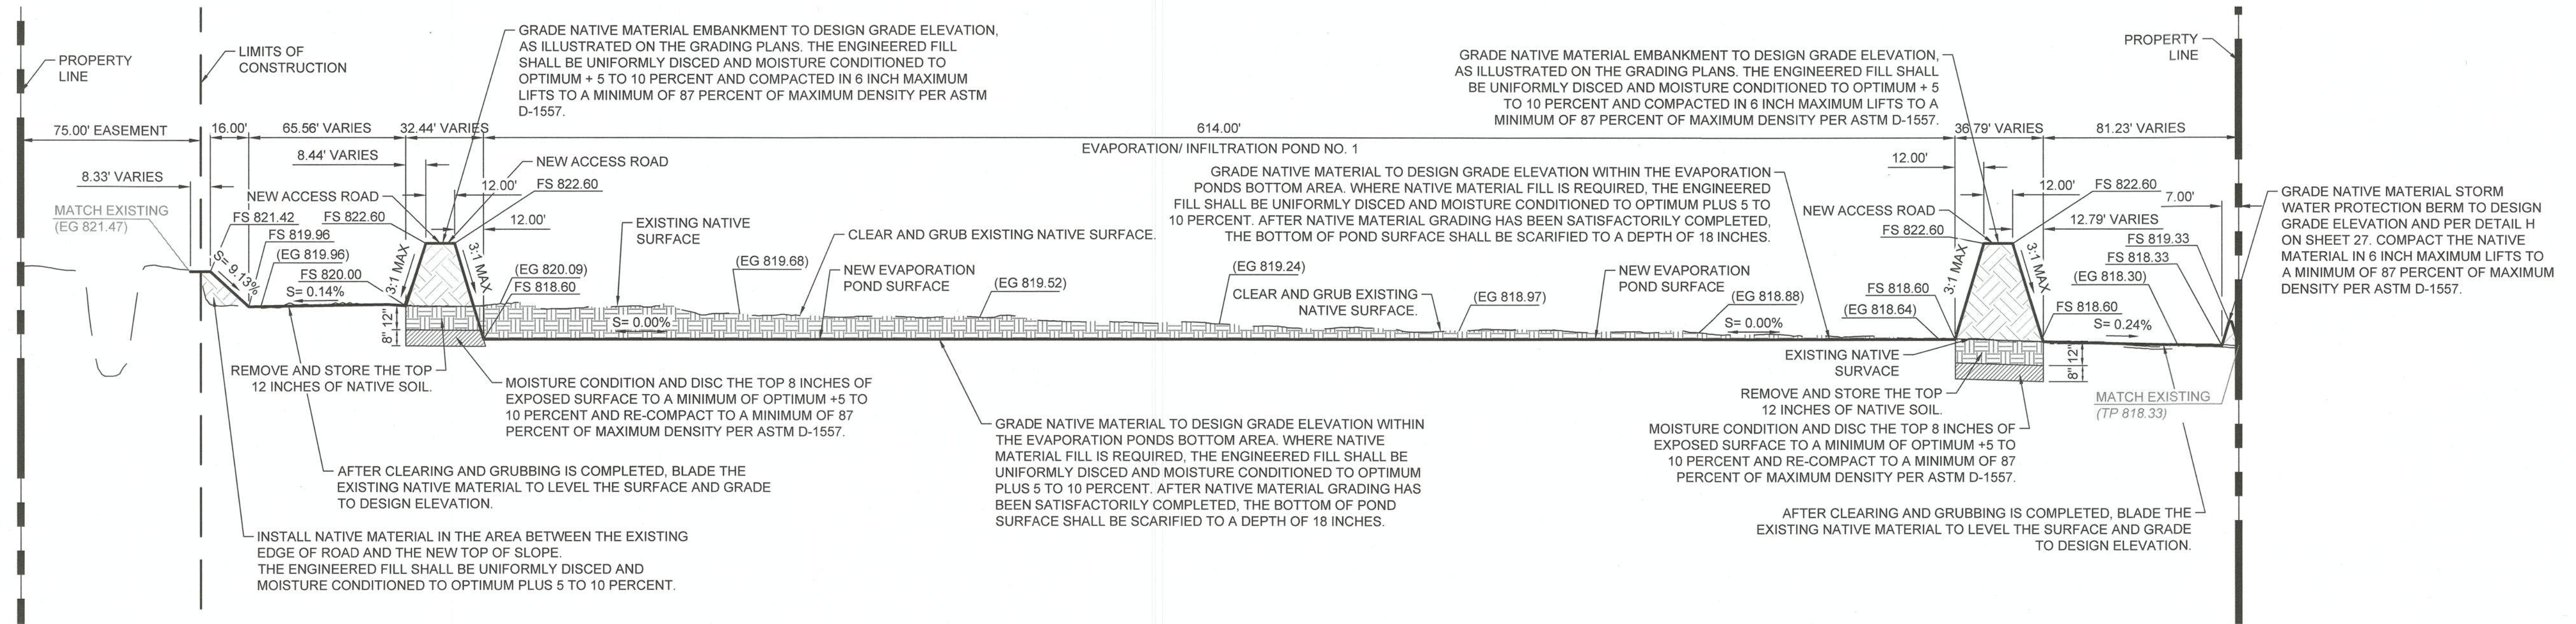 PROPERTY
LINE
LIMITS OF
CONSTRUCTION
GRADE NATIVE MATERIAL EMBANKMENT TO DESIGN GRADE ELEVATION,
AS ILLUSTRATED ON THE GRADING PLANS. THE ENGINEERED FILL
SHALL BE UNIFORMLY DISCED AND MOISTURE CONDITIONED TO
OPTIMUM + 5 TO 10 PERCENT AND COMPACTED IN 6 INCH MAXIMUM
LIFTS TO A MINIMUM OF 87 PERCENT OF MAXIMUM DENSITY PER ASTM
D-1557.
GRADE NATIVE MATERIAL EMBANKMENT TO DESIGN GRADE ELEVATION,
AS ILLUSTRATED ON THE GRADING PLANS. THE ENGINEERED FILL SHALL
BE UNIFORMLY DISCED AND MOISTURE CONDITIONED TO OPTIMUM + 5
TO 10 PERCENT AND COMPACTED IN 6 INCH MAXIMUM LIFTS TO A
MINIMUM OF 87 PERCENT OF MAXIMUM DENSITY PER ASTM D-1557.
PROPERTY
LINE
75.00' EASEMENT
16.00'
65.56' VARIES
32.44' VARIES
614.00'
36.79' VARIES
81.23' VARIES
EVAPORATION/ INFILTRATION POND NO. 1
8.44' VARIES
NEW ACCESS ROAD
12.00'
FS 822.60
12.00'
8.33' VARIES
NEW ACCESS ROAD
MATCH EXISTING
(EG 821.47)
FS 821.42
FS 822.60
FS 819.96
(EG 819.96)
FS 820.00
S= 9.13%
S= 0.14%
3:1 MAX
3:1 MAX
(EG 820.09)
FS 818.60
12"
8"
EXISTING NATIVE
SURFACE
CLEAR AND GRUB EXISTING NATIVE SURFACE.
(EG 819.68)
NEW EVAPORATION
POND SURFACE
(EG 819.52)
S= 0.00%
GRADE NATIVE MATERIAL TO DESIGN GRADE ELEVATION WITHIN THE EVAPORATION
PONDS BOTTOM AREA. WHERE NATIVE MATERIAL FILL IS REQUIRED, THE ENGINEERED
FILL SHALL BE UNIFORMLY DISCED AND MOISTURE CONDITIONED TO OPTIMUM PLUS 5 TO
10 PERCENT. AFTER NATIVE MATERIAL GRADING HAS BEEN SATISFACTORILY COMPLETED,
THE BOTTOM OF POND SURFACE SHALL BE SCARIFIED TO A DEPTH OF 18 INCHES.
(EG 819.24)
CLEAR AND GRUB EXISTING
NATIVE SURFACE.
(EG 818.97)
NEW EVAPORATION
POND SURFACE
(EG 818.88)
S= 0.00%
12.00'
12.00'
FS 822.60
7.00'
NEW ACCESS ROAD
12.79' VARIES
FS 822.60
FS 819.33
FS 818.33
(EG 818.30)
3:1 MAX
3:1 MAX
FS 818.60
(EG 818.64)
FS 818.60
S= 0.24%
12"
8"
GRADE NATIVE MATERIAL STORM
WATER PROTECTION BERM TO DESIGN
GRADE ELEVATION AND PER DETAIL H
ON SHEET 27. COMPACT THE NATIVE
MATERIAL IN 6 INCH MAXIMUM LIFTS TO
A MINIMUM OF 87 PERCENT OF MAXIMUM
DENSITY PER ASTM D-1557.
EXISTING NATIVE
SURVACE
REMOVE AND STORE THE TOP
12 INCHES OF NATIVE SOIL.
MATCH EXISTING
(TP 818.33)
REMOVE AND STORE THE TOP
12 INCHES OF NATIVE SOIL.
MOISTURE CONDITION AND DISC THE TOP 8 INCHES OF
EXPOSED SURFACE TO A MINIMUM OF OPTIMUM +5 TO
10 PERCENT AND RE-COMPACT TO A MINIMUM OF 87
PERCENT OF MAXIMUM DENSITY PER ASTM D-1557.
GRADE NATIVE MATERIAL TO DESIGN GRADE ELEVATION WITHIN
THE EVAPORATION PONDS BOTTOM AREA. WHERE NATIVE
MATERIAL FILL IS REQUIRED, THE ENGINEERED FILL SHALL BE
UNIFORMLY DISCED AND MOISTURE CONDITIONED TO OPTIMUM
PLUS 5 TO 10 PERCENT. AFTER NATIVE MATERIAL GRADING HAS
BEEN SATISFACTORILY COMPLETED, THE BOTTOM OF POND
SURFACE SHALL BE SCARIFIED TO A DEPTH OF 18 INCHES.
MOISTURE CONDITION AND DISC THE TOP 8 INCHES OF
EXPOSED SURFACE TO A MINIMUM OF OPTIMUM +5 TO
10 PERCENT AND RE-COMPACT TO A MINIMUM OF 87
PERCENT OF MAXIMUM DENSITY PER ASTM D-1557.
AFTER CLEARING AND GRUBBING IS COMPLETED, BLADE THE
EXISTING NATIVE MATERIAL TO LEVEL THE SURFACE AND GRADE
TO DESIGN ELEVATION.
AFTER CLEARING AND GRUBBING IS COMPLETED, BLADE THE
EXISTING NATIVE MATERIAL TO LEVEL THE SURFACE AND GRADE
TO DESIGN ELEVATION.
INSTALL NATIVE MATERIAL IN THE AREA BETWEEN THE EXISTING
EDGE OF ROAD AND THE NEW TOP OF SLOPE.
THE ENGINEERED FILL SHALL BE UNIFORMLY DISCED AND
MOISTURE CONDITIONED TO OPTIMUM PLUS 5 TO 10 PERCENT.